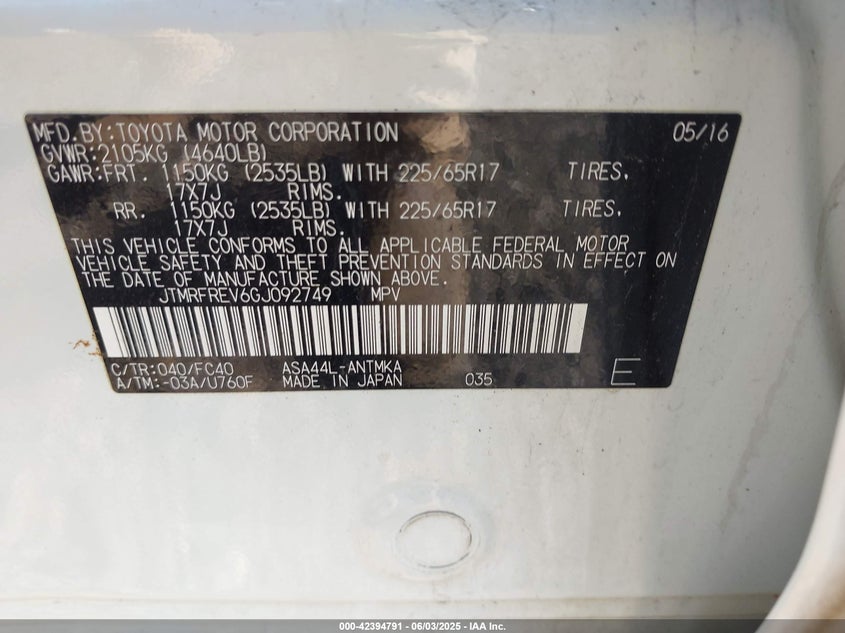 MFD.BY:TOYOTA MOTOR CORPORATION 05/16
GVWR:2105KG (4640LB)
GAWR:FRT. 1150KG (2535LB) WITH 225/65R17 TIRES.
17X7J RIMS.
RR. 1150KG (2535LB) WITH 225/65R17 TIRES.
17X7J RIMS.
THIS VEHICLE CONFORMS TO ALL APPLICABLE FEDERAL MOTOR
VEHICLE SAFETY AND THEFT PREVENTION STANDARDS IN EFFECT ON
THE DATE OF MANUFACTURE SHOWN ABOVE.
JTMRFREV6GJ092749 MPV
C/TR:040/FC40 ASA44L-ANTMKA
A/TM:-03A/U760F MADE IN JAPAN 035 E
000-42394791 - 06/03/2025 - IAA Inc.